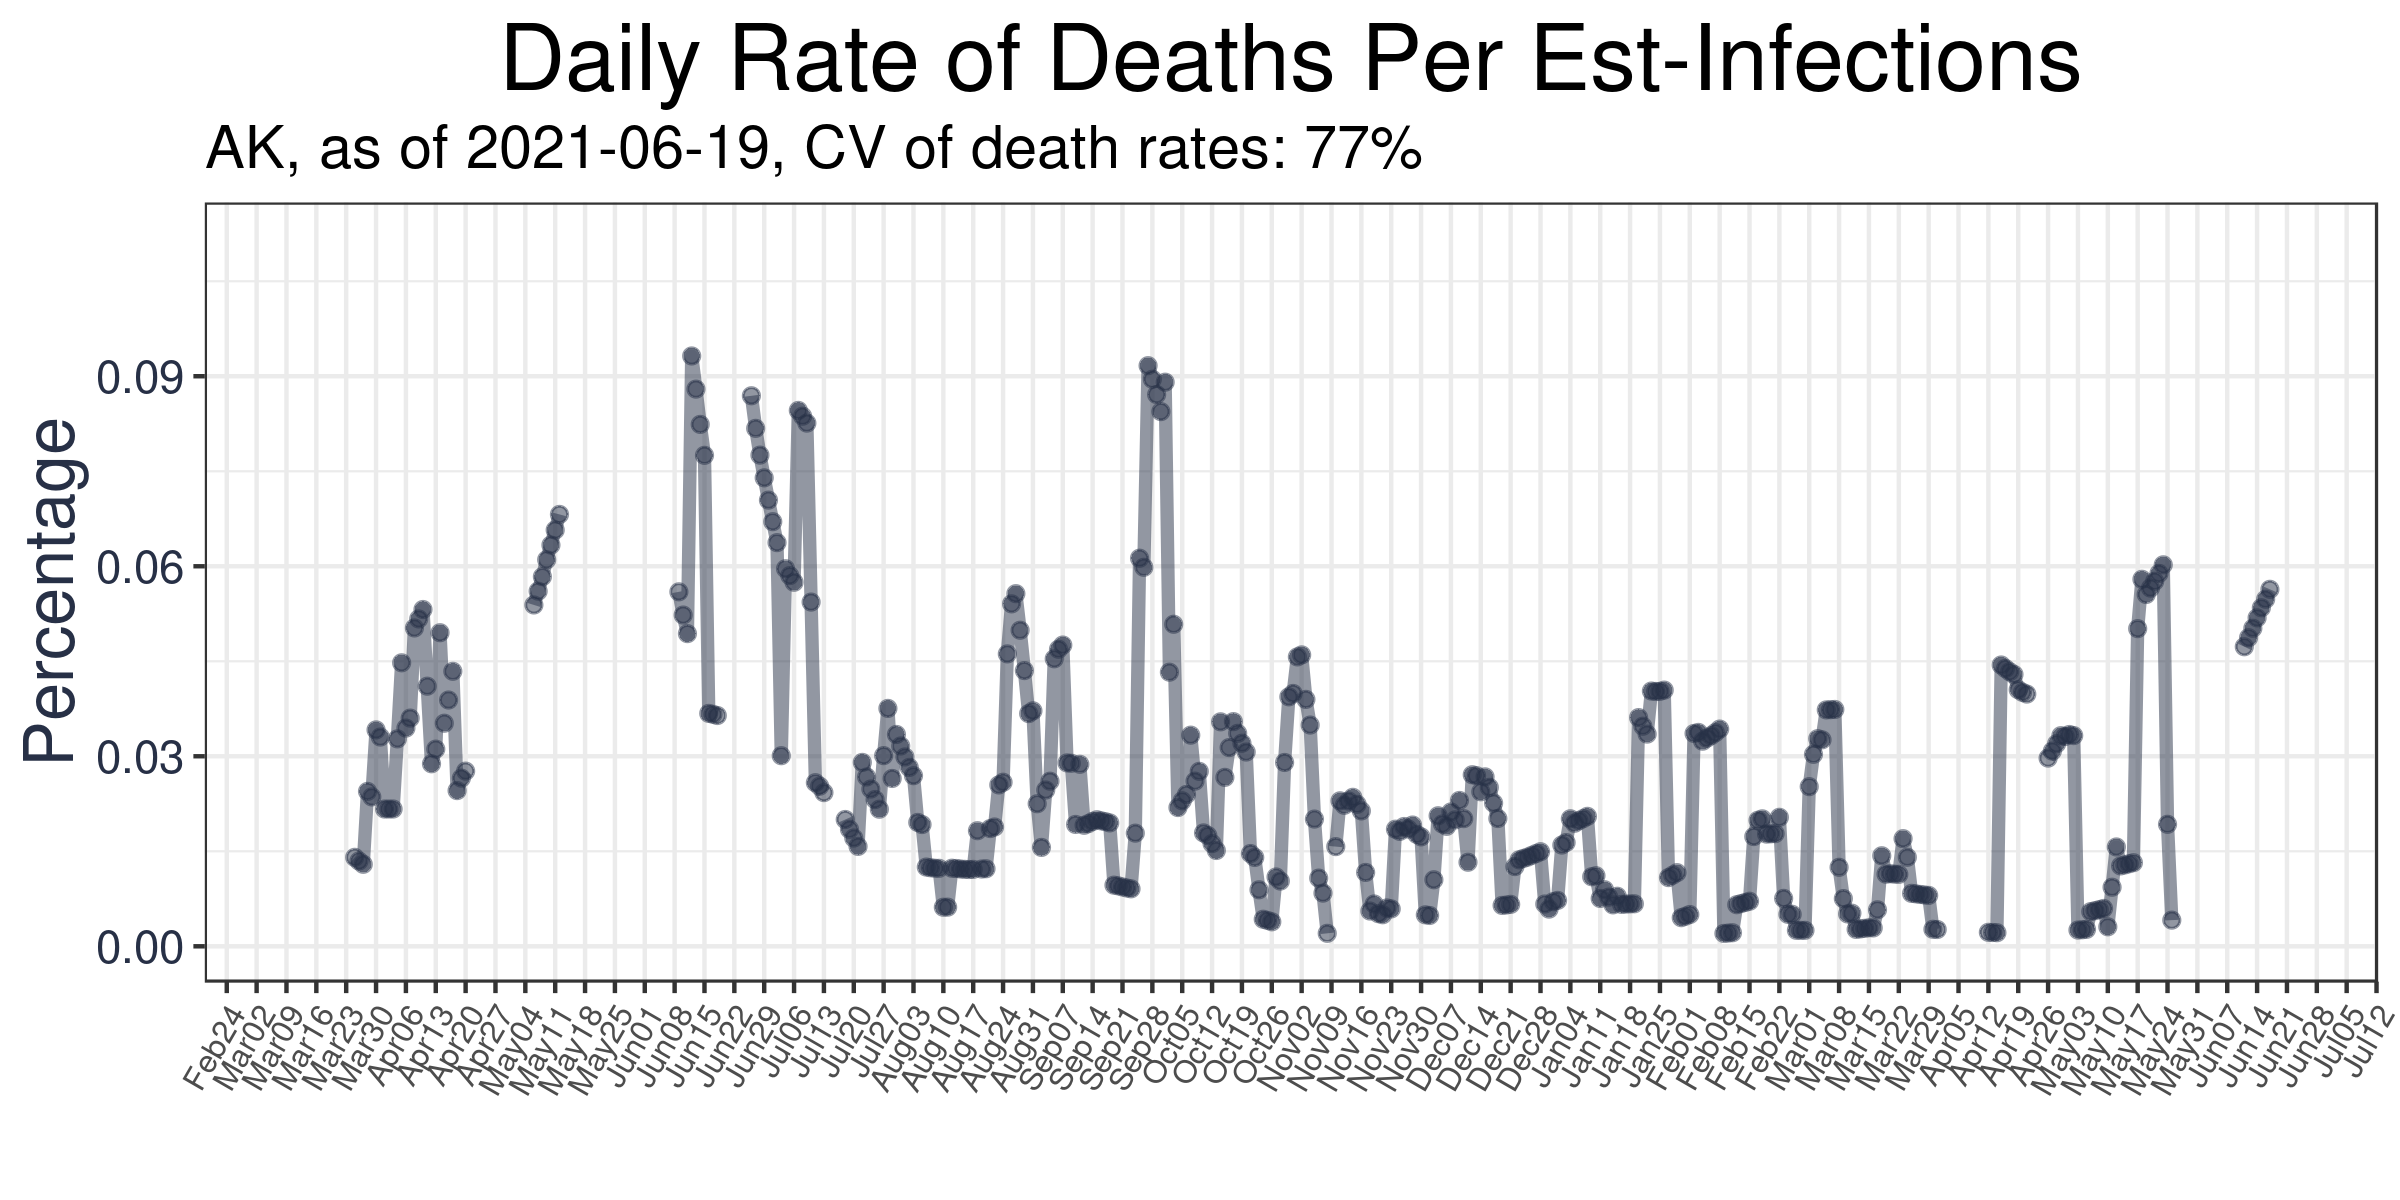 Daily Rate of Deaths Per Est-Infections
AK, as of 2021-06-19, CV of death rates: 77%
Percentage
0.09
0.06
0.03
0.00
Feb24
Mar02
Mar09
Mar16
Mar23
Mar30
Apr06
Apr13
Apr20
Apr27
May04
May11
May18
May25
Jun01
Jun08
Jun15
Jun22
Jun29
Jul06
Jul13
Jul20
Jul27
Aug03
Aug10
Aug17
Aug24
Aug31
Sep07
Sep14
Sep21
Sep28
Oct05
Oct12
Oct19
Oct26
Nov02
Nov09
Nov16
Nov23
Nov30
Dec07
Dec14
Dec21
Dec28
Jan04
Jan11
Jan18
Jan25
Feb01
Feb08
Feb15
Feb22
Mar01
Mar08
Mar15
Mar22
Mar29
Apr05
Apr12
Apr19
Apr26
May03
May10
May17
May24
May31
Jun07
Jun14
Jun21
Jun28
Jul05
Jul12